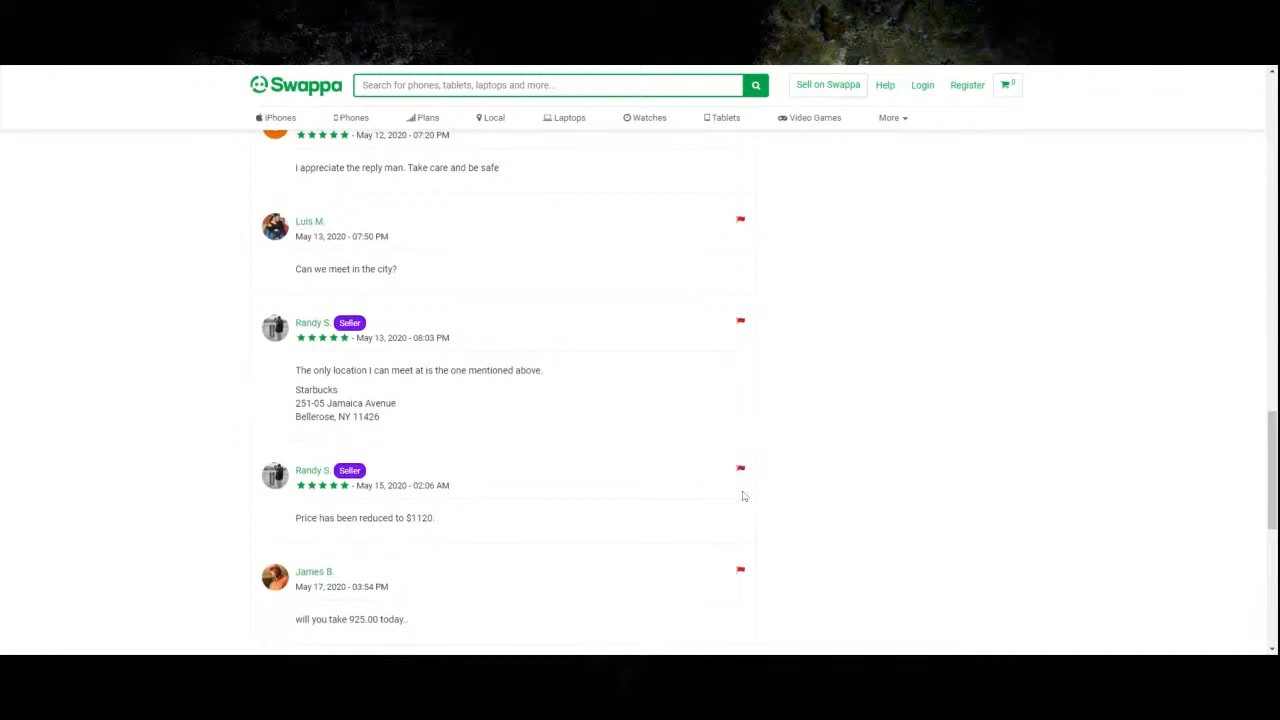 Swappa
Search for phones, tablets, laptops and more...
Sell on Swappa
Help
Login
Register
0
iPhones
Phones
Plans
Local
Laptops
Watches
Tablets
Video Games
More
- May 12, 2020 - 07:20 PM
i appreciate the reply man. Take care and be safe
Luis M.
May 13, 2020 - 07:50 PM
Can we meet in the city?
Randy S. Seller
- May 13, 2020 - 08:03 PM
The only location I can meet at is the one mentioned above.
Starbucks
251-05 Jamaica Avenue
Bellerose, NY 11426
Randy S. Seller
- May 15, 2020 - 02:06 AM
Price has been reduced to $1120.
James B.
May 17, 2020 - 03:54 PM
will you take 925.00 today..